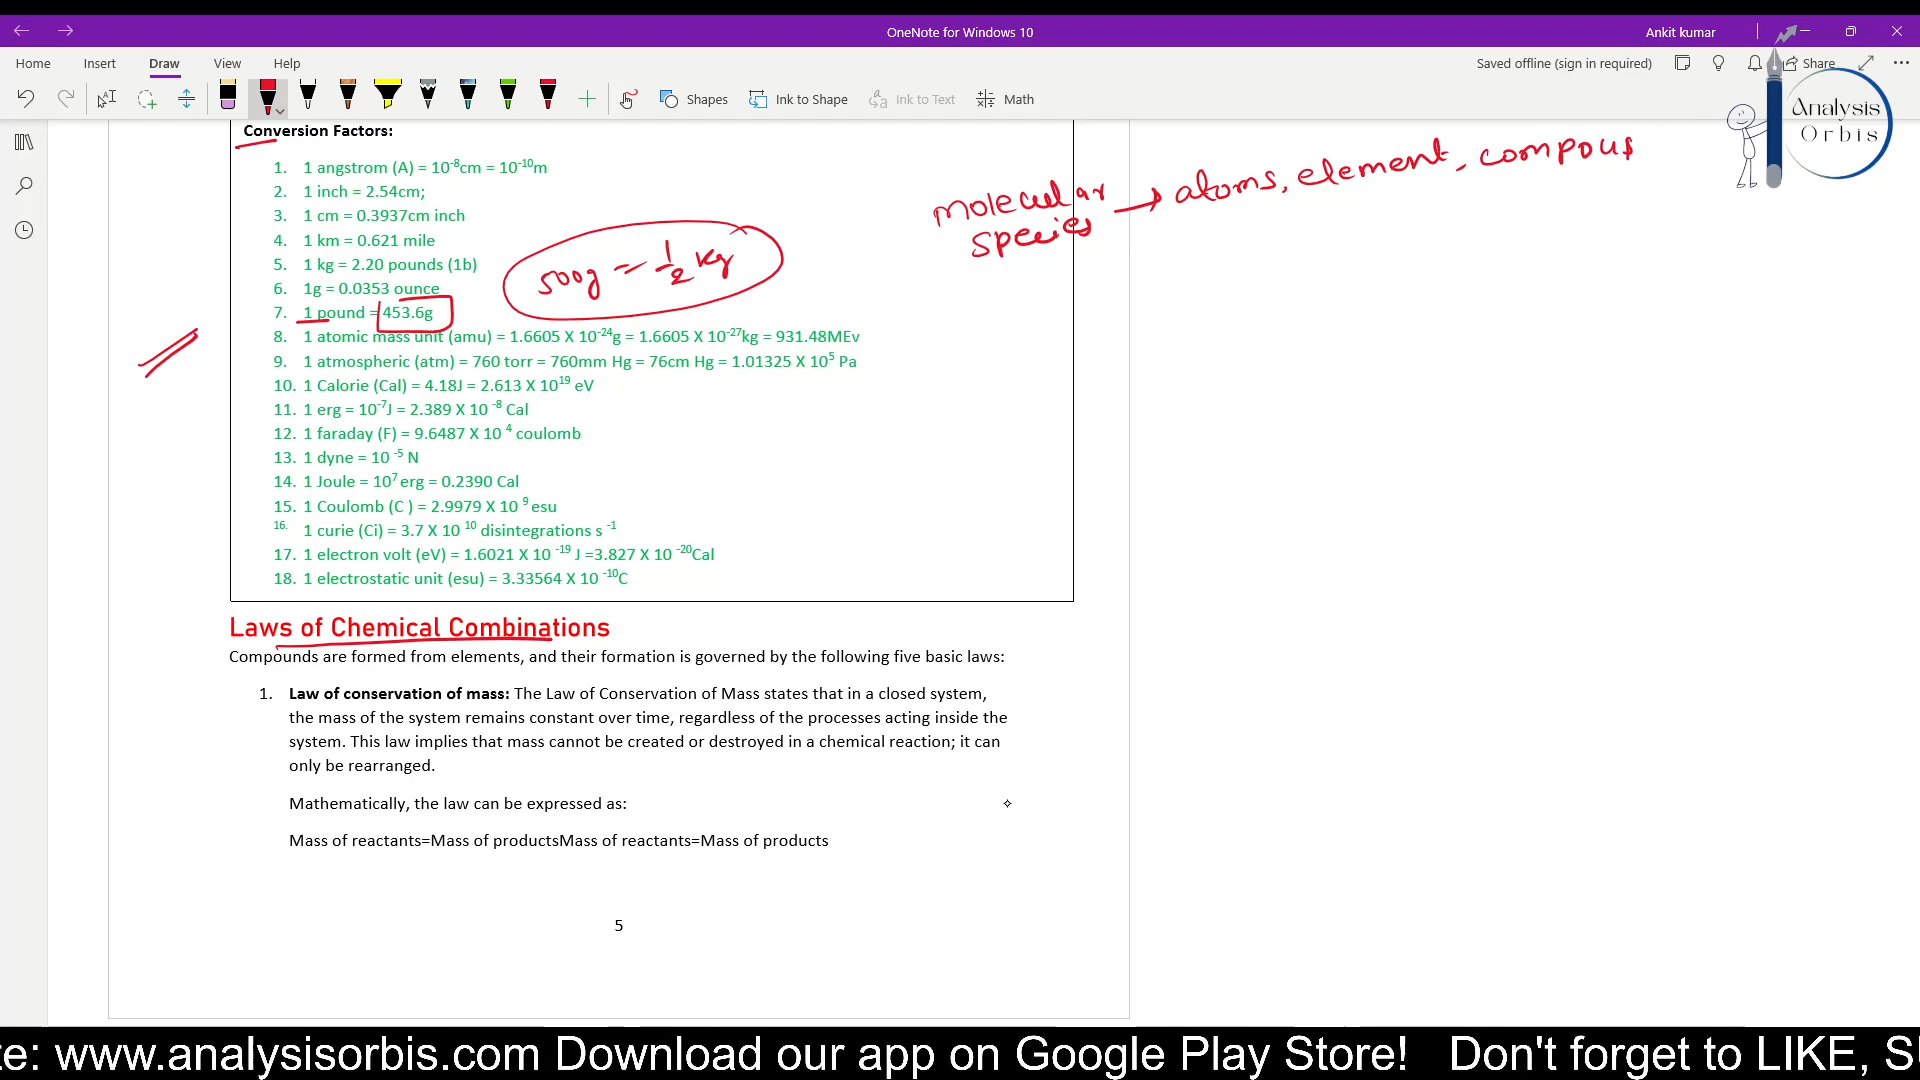 OneNote for Windows 10
Ankit kumar
Home Insert Draw View Help
Saved offline (sign in required)
Share
Shapes
Ink to Shape
Ink to Text
Math
Analysis
Orbis
Conversion Factors:
1. 1 angstrom (A) = 10⁻⁸cm = 10⁻¹⁰m
2. 1 inch = 2.54cm;
3. 1 cm = 0.3937cm inch
4. 1 km = 0.621 mile
5. 1 kg = 2.20 pounds (1b)
6. 1g = 0.0353 ounce
7. 1 pound = 453.6g
8. 1 atomic mass unit (amu) = 1.6605 X 10⁻²⁴g = 1.6605 X 10⁻²⁷kg = 931.48MEv
9. 1 atmospheric (atm) = 760 torr = 760mm Hg = 76cm Hg = 1.01325 X 10⁵ Pa
10. 1 Calorie (Cal) = 4.18J = 2.613 X 10¹⁹ eV
11. 1 erg = 10⁻⁷J = 2.389 X 10 ⁻⁸ Cal
12. 1 faraday (F) = 9.6487 X 10 ⁴ coulomb
13. 1 dyne = 10 ⁻⁵ N
14. 1 Joule = 10⁷ erg = 0.2390 Cal
15. 1 Coulomb (C ) = 2.9979 X 10 ⁹ esu
16. 1 curie (Ci) = 3.7 X 10 ¹⁰ disintegrations s ⁻¹
17. 1 electron volt (eV) = 1.6021 X 10 ⁻¹⁹ J =3.827 X 10 ⁻²⁰Cal
18. 1 electrostatic unit (esu) = 3.33564 X 10 ⁻¹⁰C
500g = 1/2 kg
molecular species → atoms, element, compous
Laws of Chemical Combinations
Compounds are formed from elements, and their formation is governed by the following five basic laws:
1. Law of conservation of mass: The Law of Conservation of Mass states that in a closed system,
the mass of the system remains constant over time, regardless of the processes acting inside the
system. This law implies that mass cannot be created or destroyed in a chemical reaction; it can
only be rearranged.
Mathematically, the law can be expressed as:
Mass of reactants=Mass of productsMass of reactants=Mass of products
5
te: www.analysisorbis.com Download our app on Google Play Store! Don't forget to LIKE, S